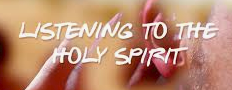 LISTENING TO THE
HOLY SPIRIT